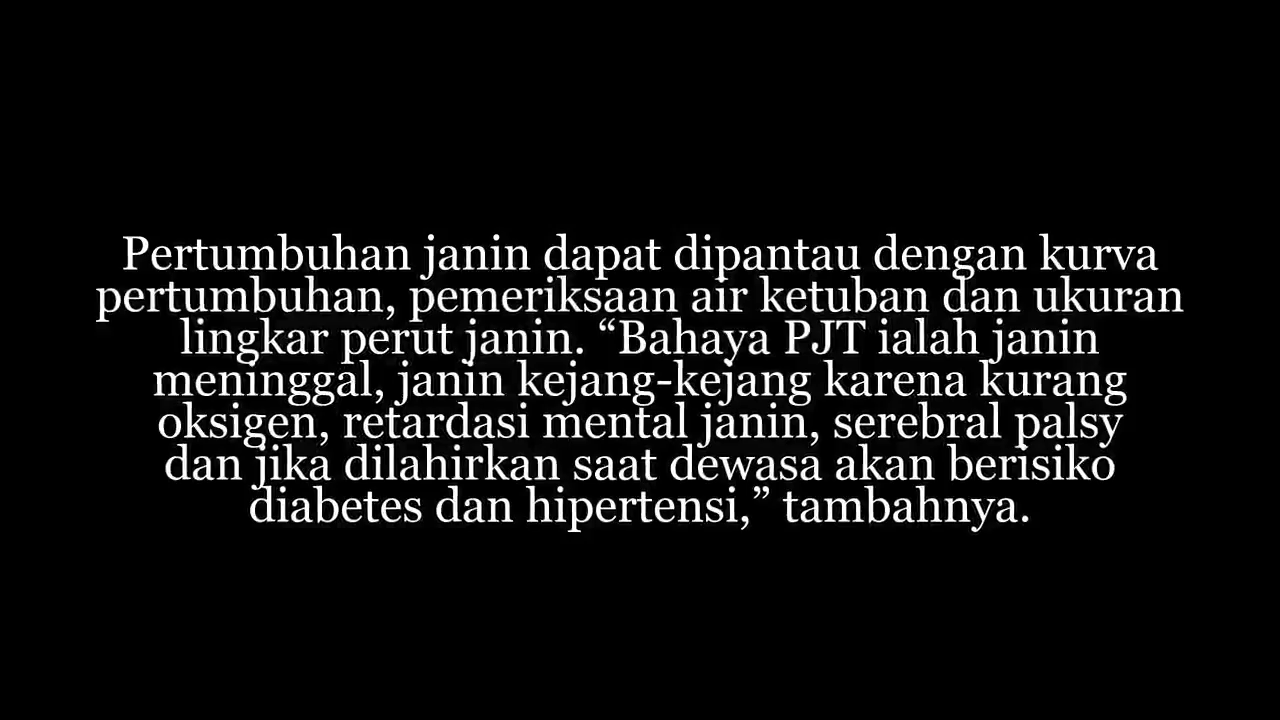 Pertumbuhan janin dapat dipantau dengan kurva
pertumbuhan, pemeriksaan air ketuban dan ukuran
lingkar perut janin. “Bahaya PJT ialah janin
meninggal, janin kejang-kejang karena kurang
oksigen, retardasi mental janin, serebral palsy
dan jika dilahirkan saat dewasa akan berisiko
diabetes dan hipertensi,” tambahnya.